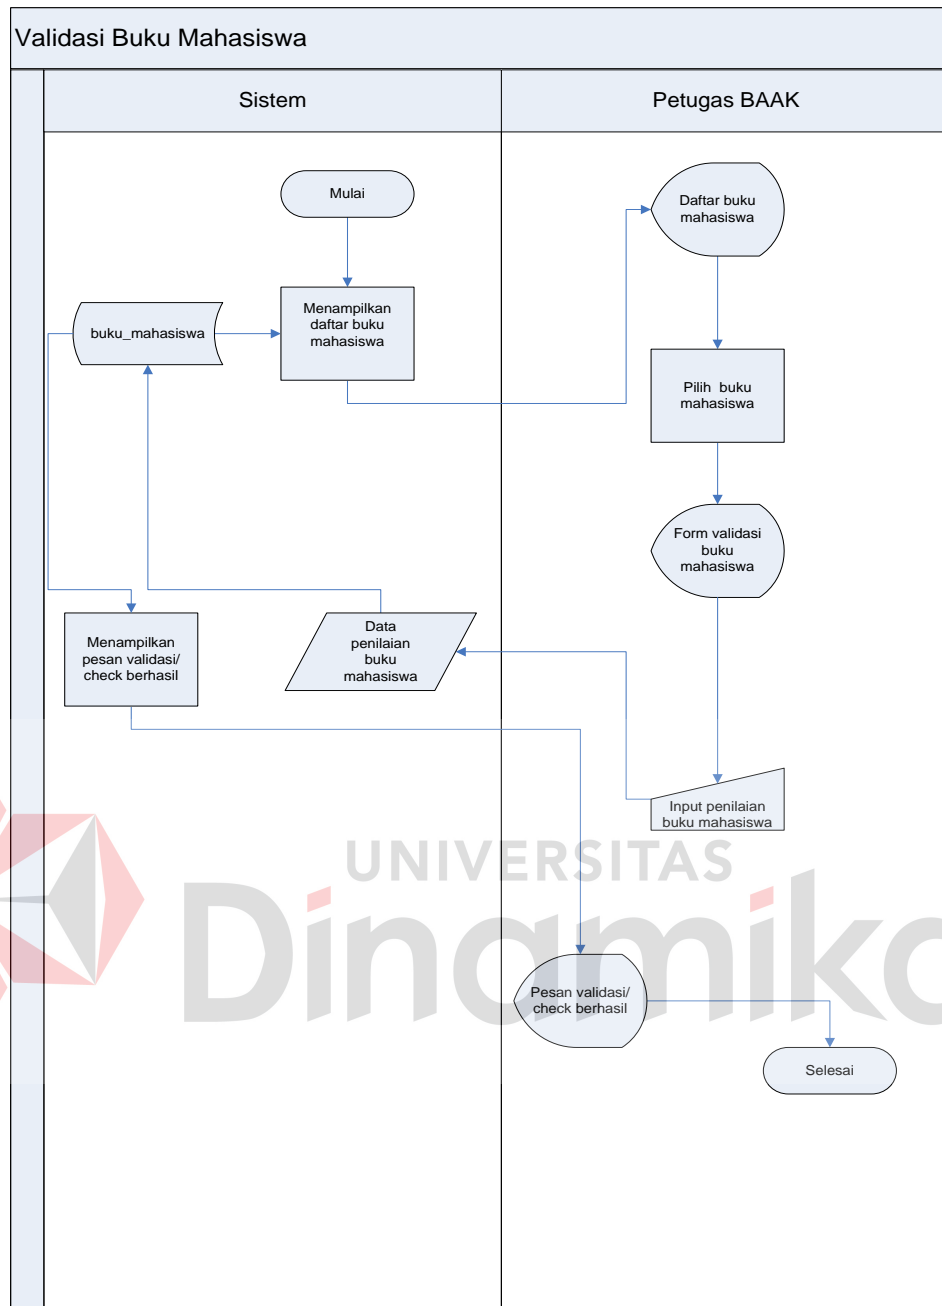 Validasi Buku Mahasiswa
Sistem
Petugas BAAK
Mulai
Daftar buku
mahasiswa
Menampilkan
daftar buku
mahasiswa
buku_mahasiswa
Pilih buku
mahasiswa
Form validasi
buku
mahasiswa
Menampilkan
pesan validasi/
check berhasil
Data
penilaian
buku
mahasiswa
Input penilaian
buku mahasiswa
UNIVERSITAS
Dinamika
Pesan validasi/
check berhasil
Selesai